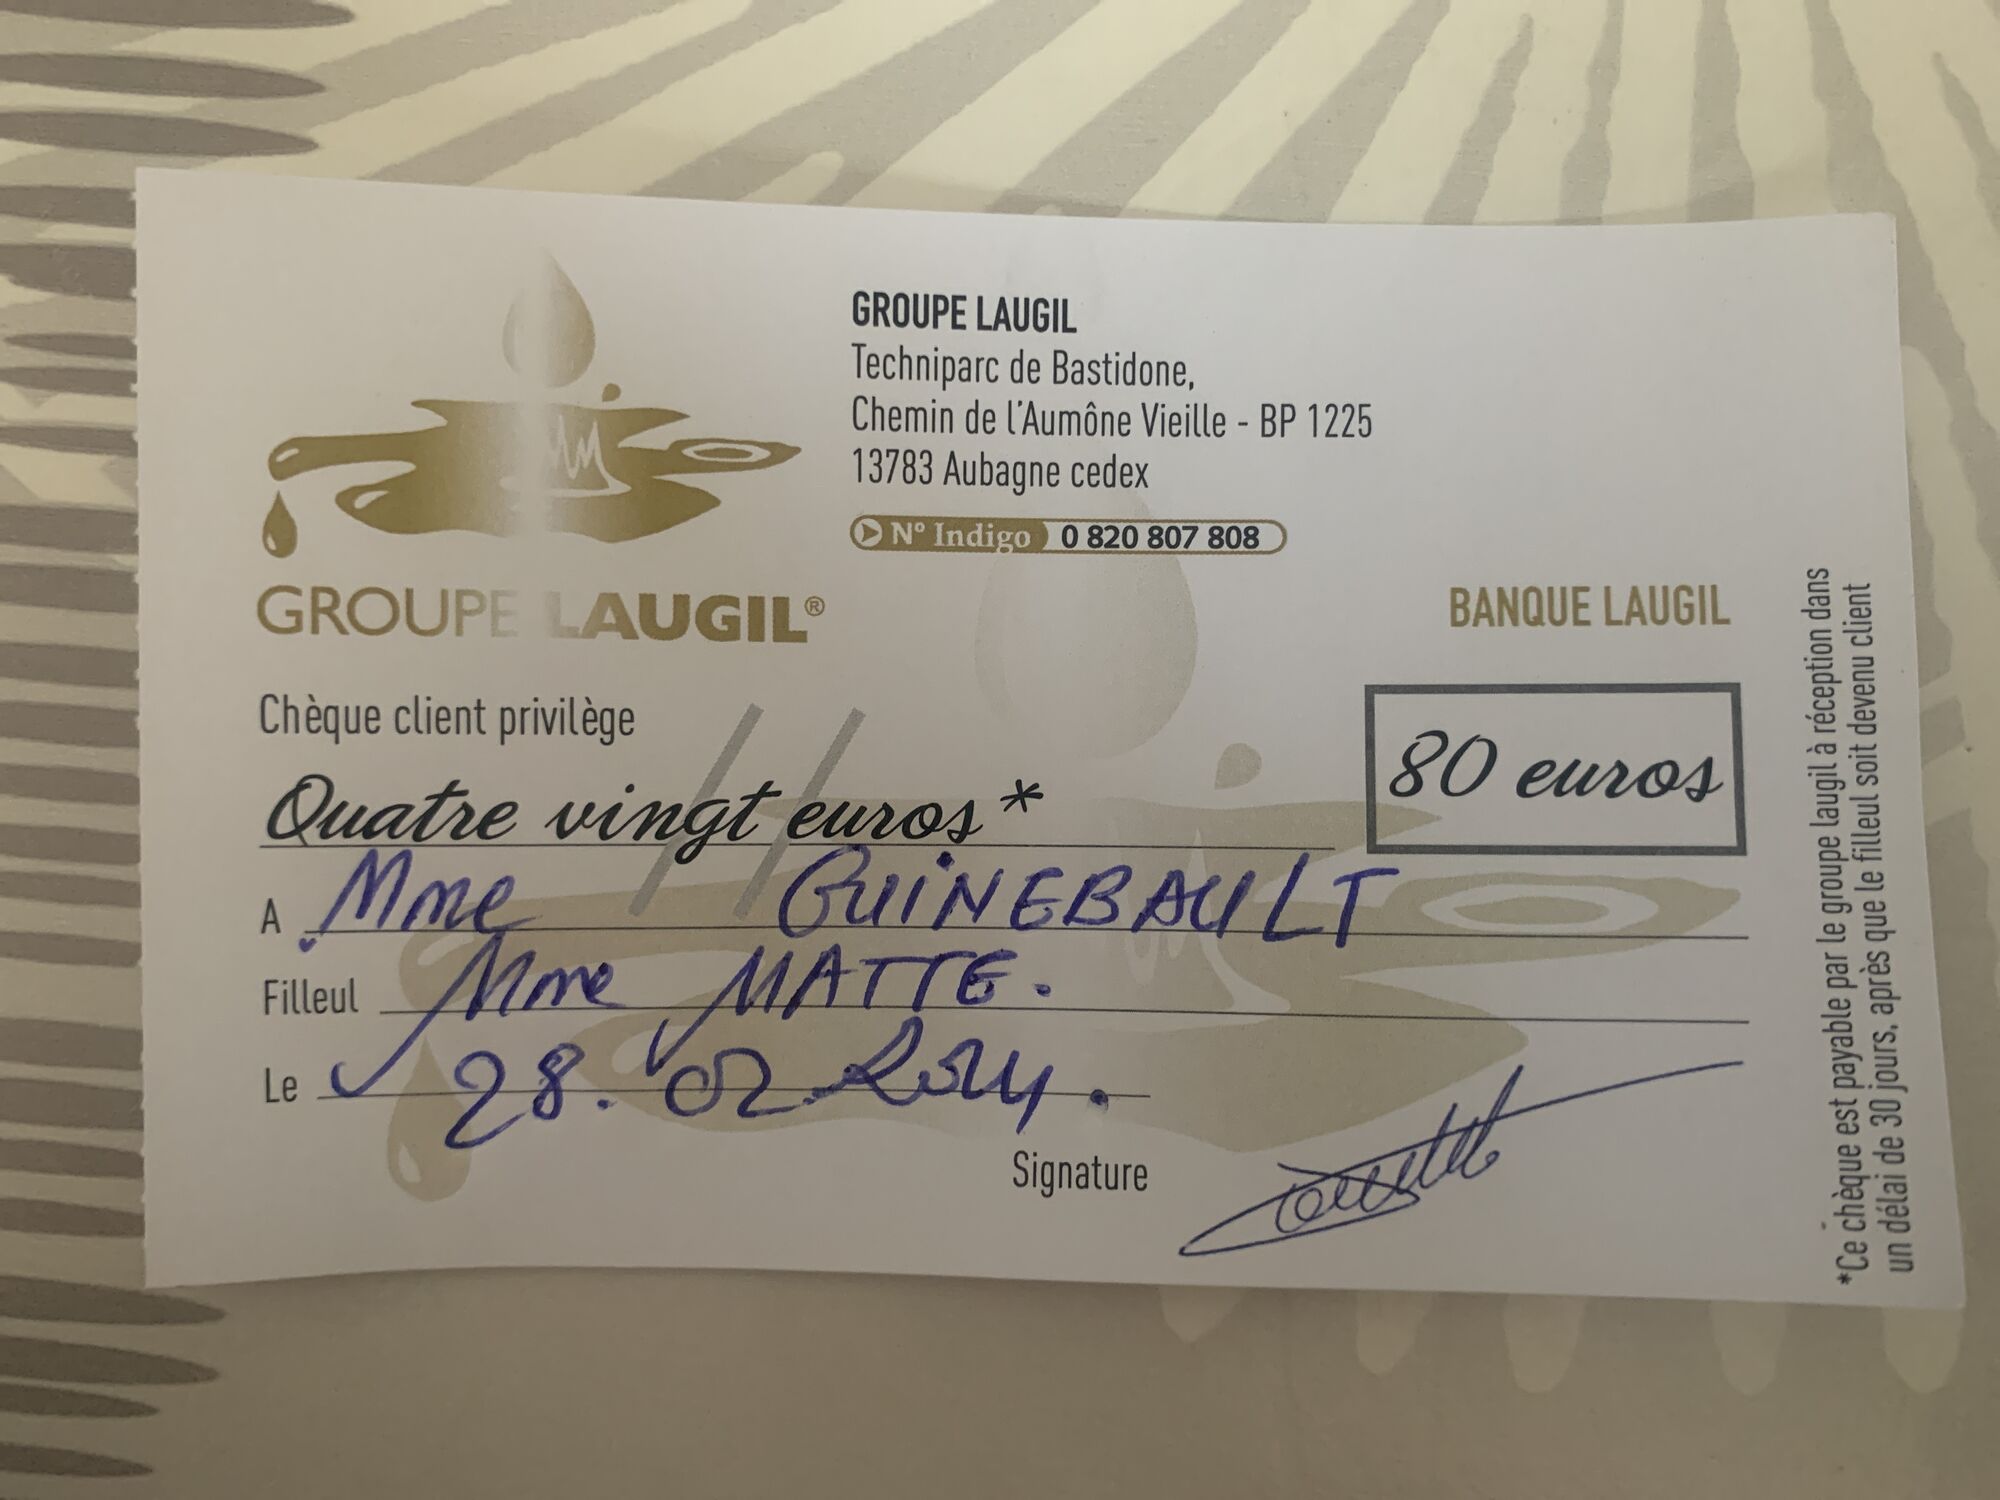 GROUPE LAUGIL
Techniparc de Bastidone,
Chemin de l'Aumône Vieille - BP 1225
13783 Aubagne cedex
N° Indigo 0 820 807 808
GROUPE LAUGIL®
BANQUE LAUGIL
Chèque client privilège
80 euros
Quatre vingt euros*
A Mme GUINEBAULT
Filleul Mme MATTE.
Le 28.02.2024.
Signature
*Ce chèque est payable par le groupe laugil à réception dans
un délai de 30 jours, après que le filleul soit devenu client